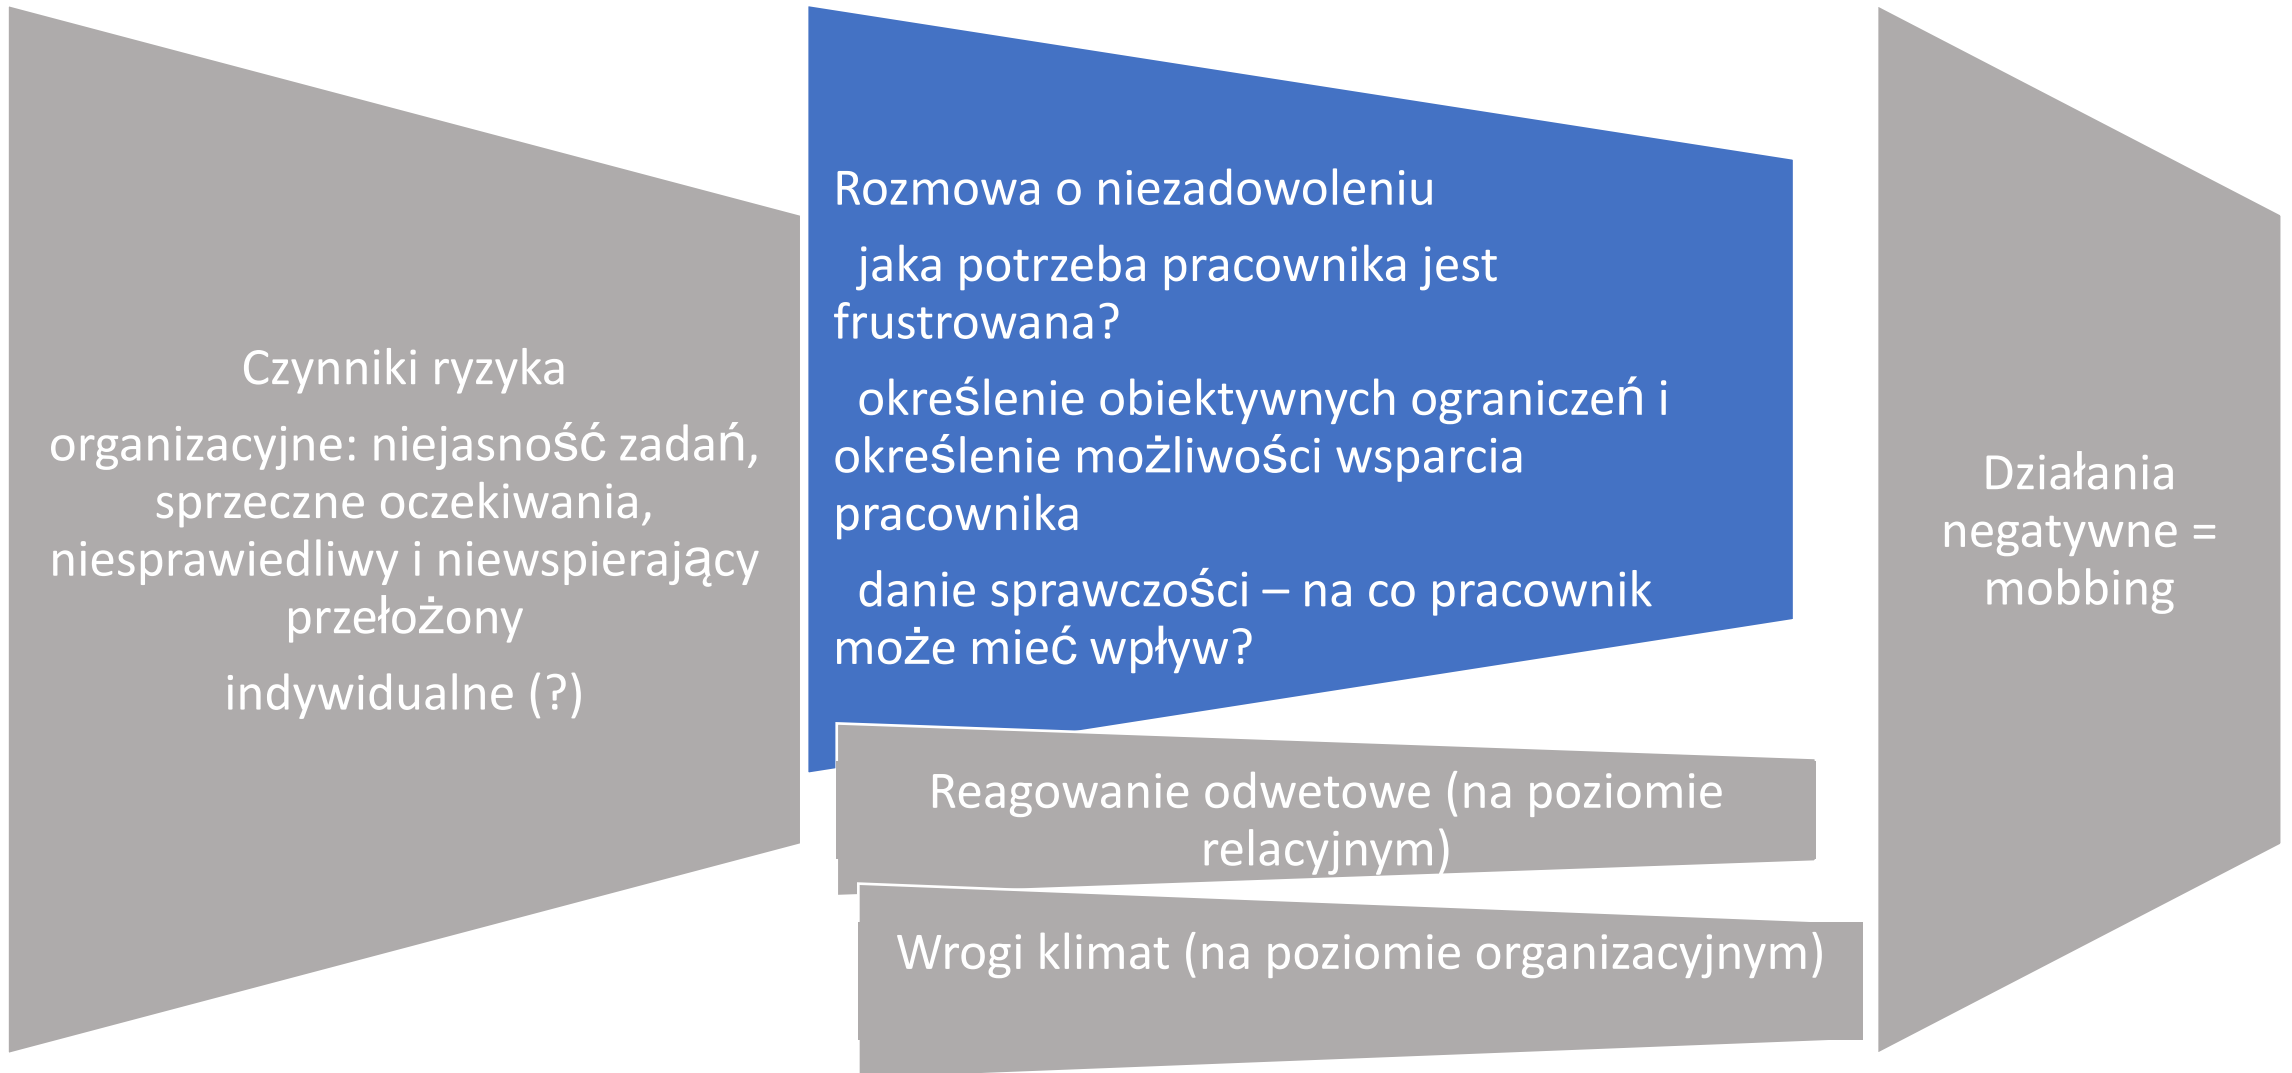 Czynniki ryzyka
organizacyjne: niejasność zadań,
sprzeczne oczekiwania,
niesprawiedliwy i niewspierający
przełożony
indywidualne (?)
Rozmowa o niezadowoleniu
jaka potrzeba pracownika jest
frustrowana?
określenie obiektywnych ograniczeń i
określenie możliwości wsparcia
pracownika
danie sprawczości – na co pracownik
może mieć wpływ?
Reagowanie odwetowe (na poziomie
relacyjnym)
Wrogi klimat (na poziomie organizacyjnym)
Działania
negatywne =
mobbing